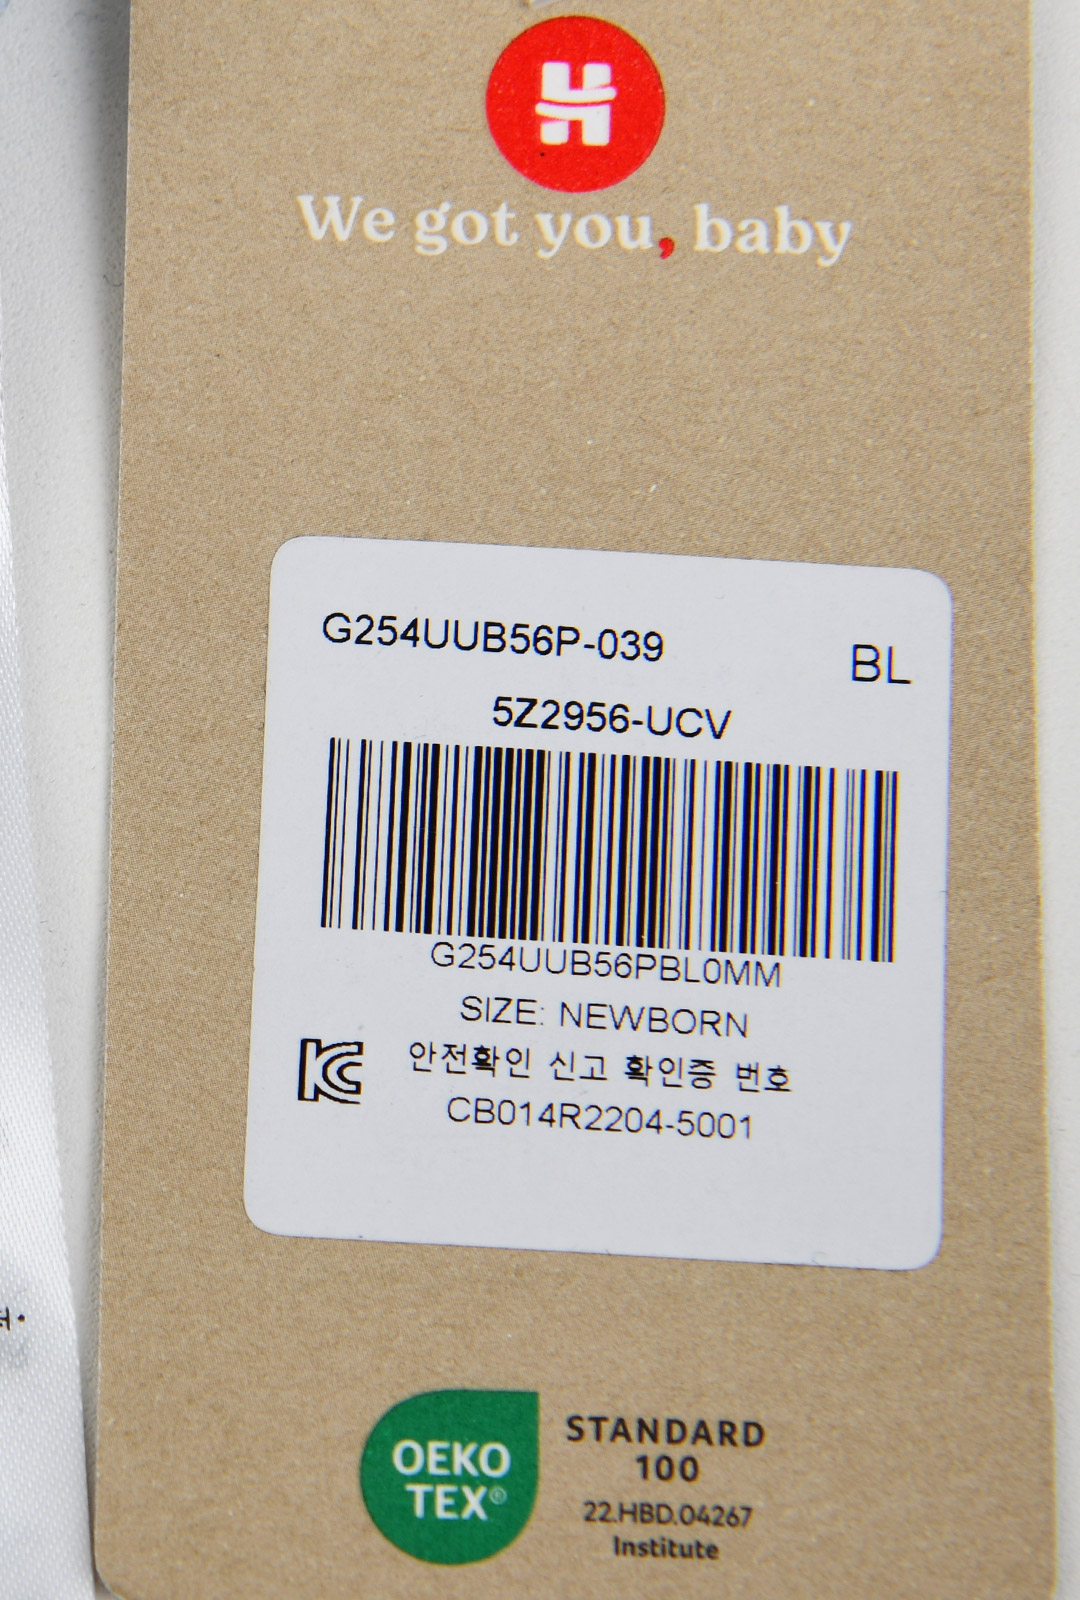 We got you, baby
G254UUB56P-039
BL
5Z2956-UCV
G254UUB56PBL0MM
SIZE: NEWBORN
안전확인 신고 확인증 번호
CB014R2204-5001
OEKO
TEX®
STANDARD
100
22.HBD.04267
Institute